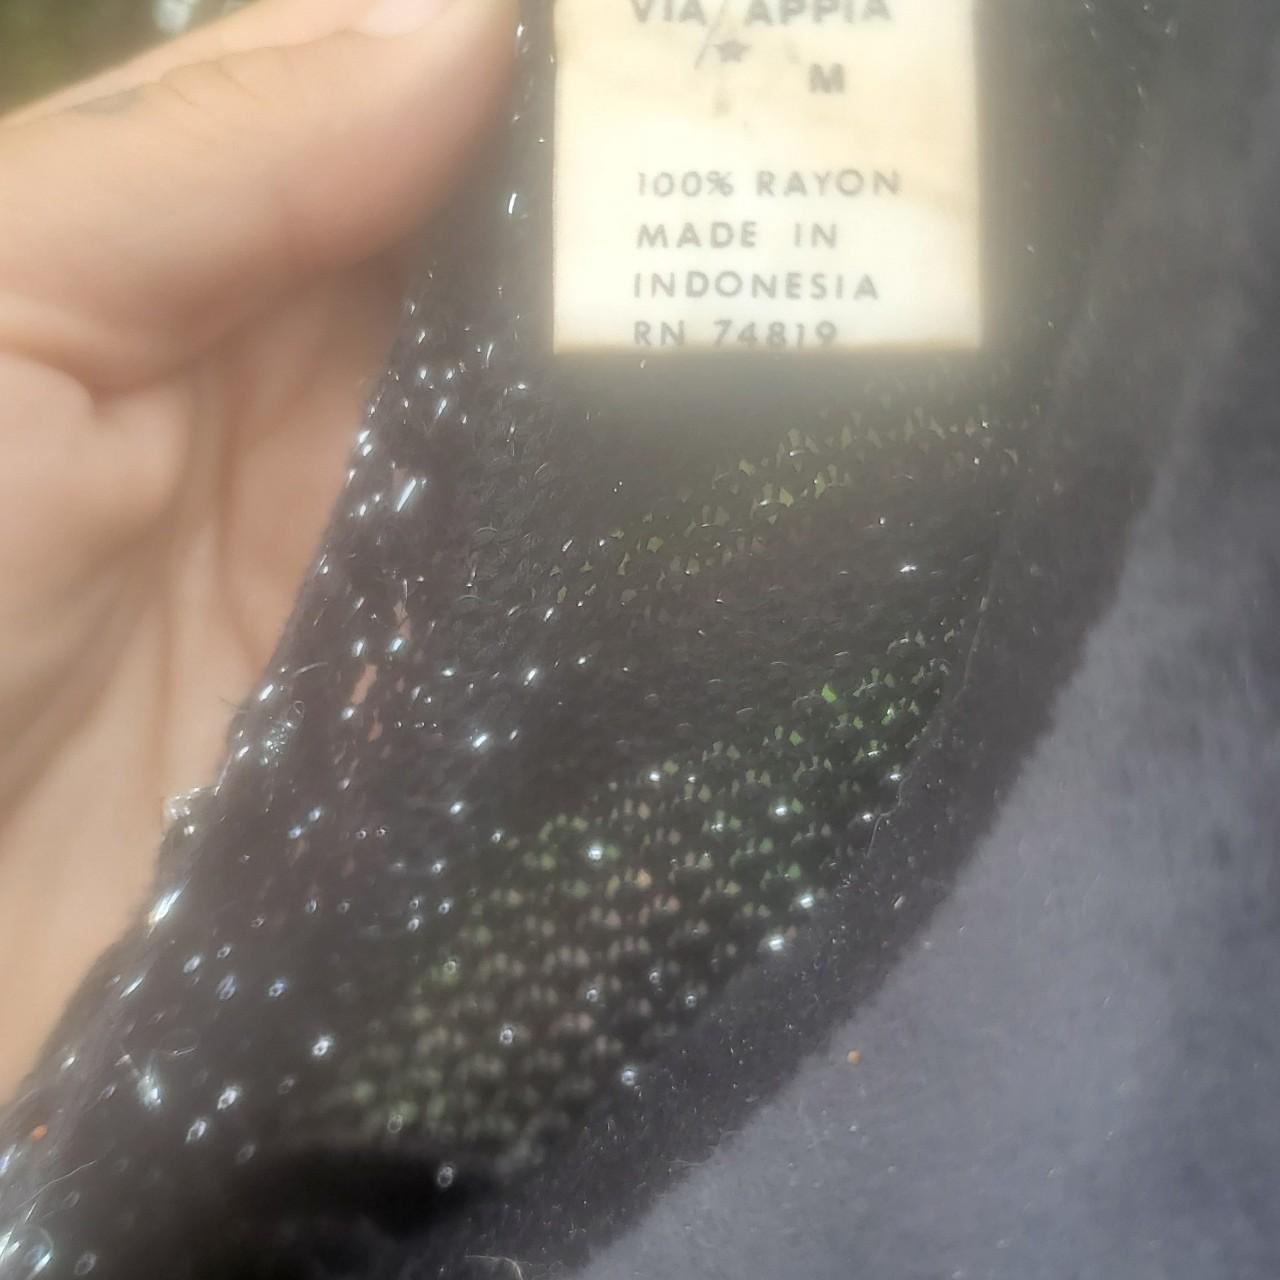 VIA APPIA
M
100% RAYON
MADE IN
INDONESIA
RN 74819